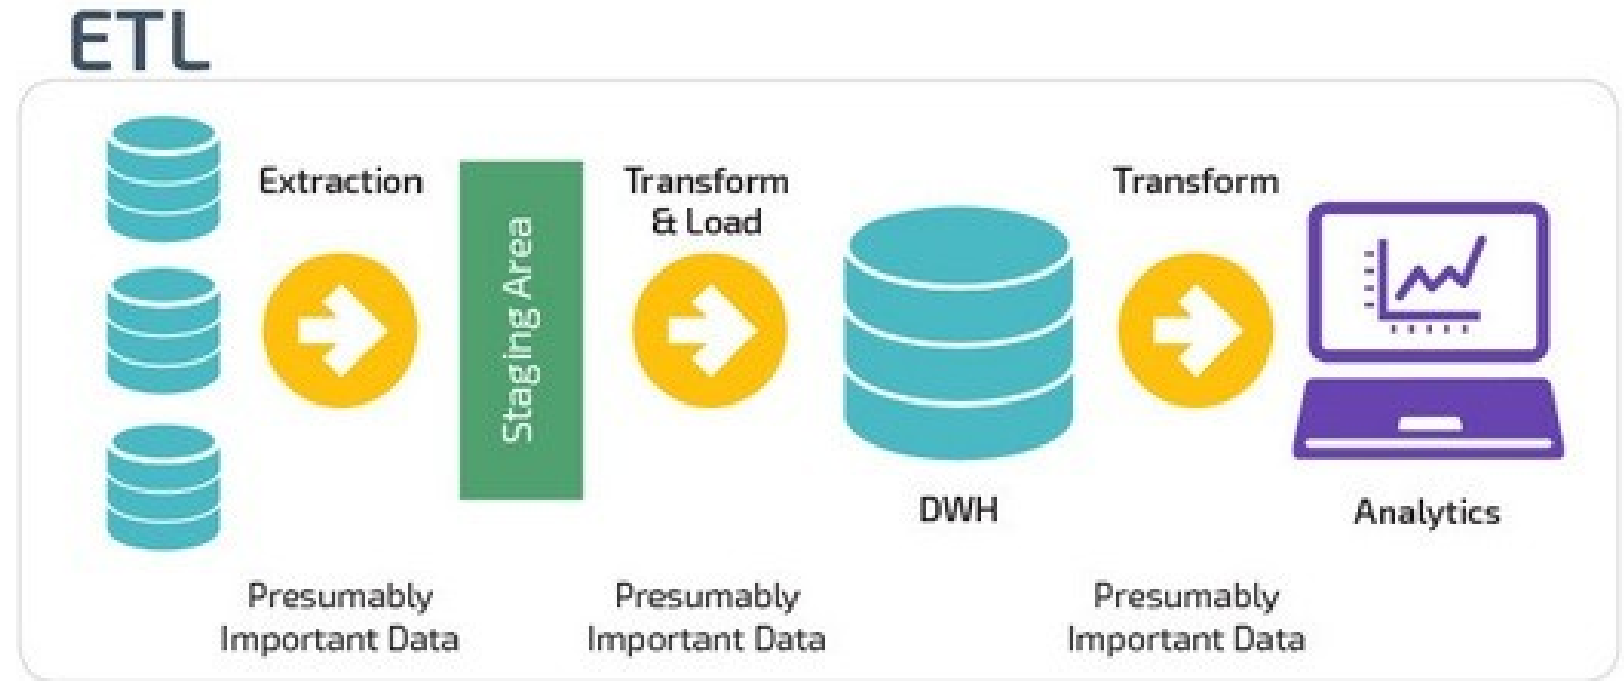 ETL
Extraction
Staging Area
Transform
& Load
DWH
Transform
Analytics
Presumably
Important Data
Presumably
Important Data
Presumably
Important Data